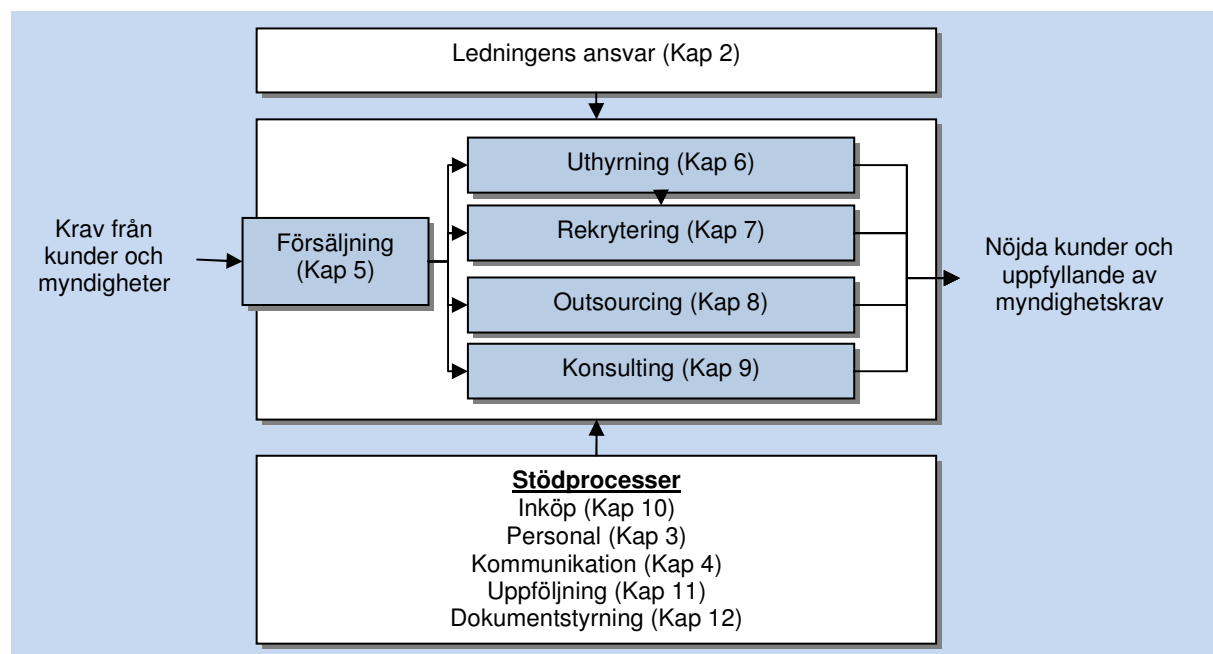 Ledningens ansvar (Kap 2)
Krav från
kunder och
myndigheter
Försäljning
(Kap 5)
Uthyrning (Kap 6)
Rekrytering (Kap 7)
Outsourcing (Kap 8)
Konsulting (Kap 9)
Nöjda kunder och
uppfyllande av
myndighetskrav
Stödprocesser
Inköp (Kap 10)
Personal (Kap 3)
Kommunikation (Kap 4)
Uppföljning (Kap 11)
Dokumentstyrning (Kap 12)